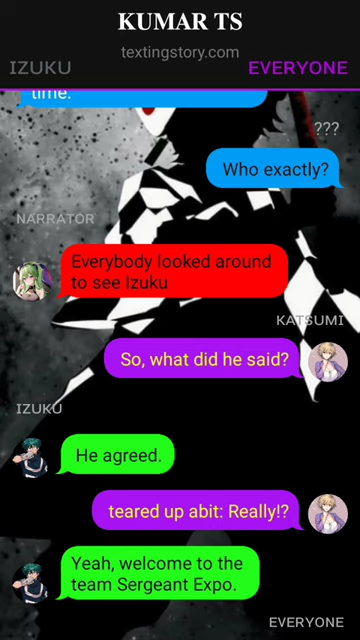 KUMAR TS
textingstory.com
IZUKU
EVERYONE
time.
???
Who exactly?
NARRATOR
Everybody looked around
to see Izuku
KATSUMI
So, what did he said?
IZUKU
He agreed.
teared up abit: Really!?
Yeah, welcome to the
team Sergeant Expo.
EVERYONE